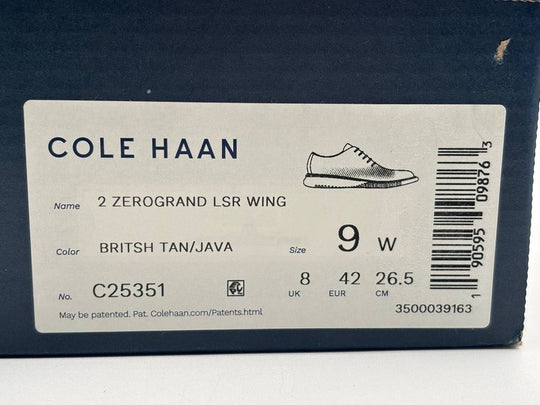 COLE HAAN
Name 2 ZEROGRAND LSR WING
Color BRITSH TAN/JAVA
Size 9 W
No. C25351
8 42 26.5
UK EUR CM
May be patented. Pat. Colehaan.com/Patents.html
3500039163
1 90595 09876 3